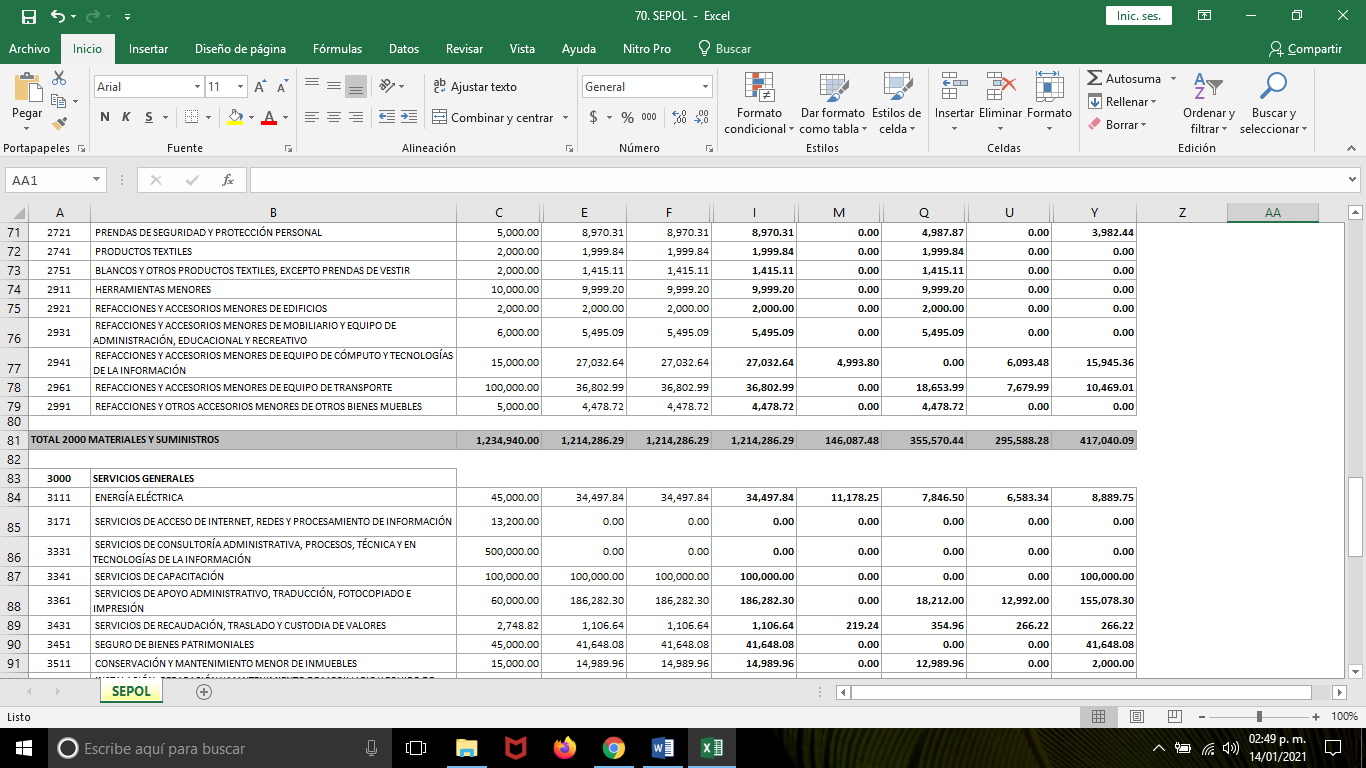 70. SEPOL - Excel
Inic. ses.
Archivo Inicio Insertar Diseño de página Fórmulas Datos Revisar Vista Ayuda Nitro Pro Buscar Compartir
Pegar
Portapapeles
Arial 11
N K S
Fuente
Ajustar texto
Combinar y centrar
Alineación
General
$ % 000
Número
Formato condicional
Dar formato como tabla
Estilos de celda
Estilos
Insertar Eliminar Formato
Celdas
Autosuma
Rellenar
Borrar
Ordenar y filtrar
Buscar y seleccionar
Edición
AA1 fx
A B C E F I M Q U Y Z AA
71 2721 PRENDAS DE SEGURIDAD Y PROTECCIÓN PERSONAL 5,000.00 8,970.31 8,970.31 8,970.31 0.00 4,987.87 0.00 3,982.44
72 2741 PRODUCTOS TEXTILES 2,000.00 1,999.84 1,999.84 1,999.84 0.00 1,999.84 0.00 0.00
73 2751 BLANCOS Y OTROS PRODUCTOS TEXTILES, EXCEPTO PRENDAS DE VESTIR 2,000.00 1,415.11 1,415.11 1,415.11 0.00 1,415.11 0.00 0.00
74 2911 HERRAMIENTAS MENORES 10,000.00 9,999.20 9,999.20 9,999.20 0.00 9,999.20 0.00 0.00
75 2921 REFACCIONES Y ACCESORIOS MENORES DE EDIFICIOS 2,000.00 2,000.00 2,000.00 2,000.00 0.00 2,000.00 0.00 0.00
76 2931 REFACCIONES Y ACCESORIOS MENORES DE MOBILIARIO Y EQUIPO DE
ADMINISTRACIÓN, EDUCACIONAL Y RECREATIVO 6,000.00 5,495.09 5,495.09 5,495.09 0.00 5,495.09 0.00 0.00
77 2941 REFACCIONES Y ACCESORIOS MENORES DE EQUIPO DE CÓMPUTO Y TECNOLOGÍAS
DE LA INFORMACIÓN 15,000.00 27,032.64 27,032.64 27,032.64 4,993.80 0.00 6,093.48 15,945.36
78 2961 REFACCIONES Y ACCESORIOS MENORES DE EQUIPO DE TRANSPORTE 100,000.00 36,802.99 36,802.99 36,802.99 0.00 18,653.99 7,679.99 10,469.01
79 2991 REFACCIONES Y OTROS ACCESORIOS MENORES DE OTROS BIENES MUEBLES 5,000.00 4,478.72 4,478.72 4,478.72 0.00 4,478.72 0.00 0.00
80
81 TOTAL 2000 MATERIALES Y SUMINISTROS 1,234,940.00 1,214,286.29 1,214,286.29 1,214,286.29 146,087.48 355,570.44 295,588.28 417,040.09
82
83 3000 SERVICIOS GENERALES
84 3111 ENERGÍA ELÉCTRICA 45,000.00 34,497.84 34,497.84 34,497.84 11,178.25 7,846.50 6,583.34 8,889.75
85 3171 SERVICIOS DE ACCESO DE INTERNET, REDES Y PROCESAMIENTO DE INFORMACIÓN 13,200.00 0.00 0.00 0.00 0.00 0.00 0.00 0.00
86 3331 SERVICIOS DE CONSULTORÍA ADMINISTRATIVA, PROCESOS, TÉCNICA Y EN
TECNOLOGÍAS DE LA INFORMACIÓN 500,000.00 0.00 0.00 0.00 0.00 0.00 0.00 0.00
87 3341 SERVICIOS DE CAPACITACIÓN 100,000.00 100,000.00 100,000.00 100,000.00 0.00 0.00 0.00 100,000.00
88 3361 SERVICIOS DE APOYO ADMINISTRATIVO, TRADUCCIÓN, FOTOCOPIADO E
IMPRESIÓN 60,000.00 186,282.30 186,282.30 186,282.30 0.00 18,212.00 12,992.00 155,078.30
89 3431 SERVICIOS DE RECAUDACIÓN, TRASLADO Y CUSTODIA DE VALORES 2,748.82 1,106.64 1,106.64 1,106.64 219.24 354.96 266.22 266.22
90 3451 SEGURO DE BIENES PATRIMONIALES 45,000.00 41,648.08 41,648.08 41,648.08 0.00 0.00 0.00 41,648.08
91 3511 CONSERVACIÓN Y MANTENIMIENTO MENOR DE INMUEBLES 15,000.00 14,989.96 14,989.96 14,989.96 0.00 12,989.96 0.00 2,000.00
SEPOL
Listo 100%
Escribe aquí para buscar
02:49 p. m.
14/01/2021